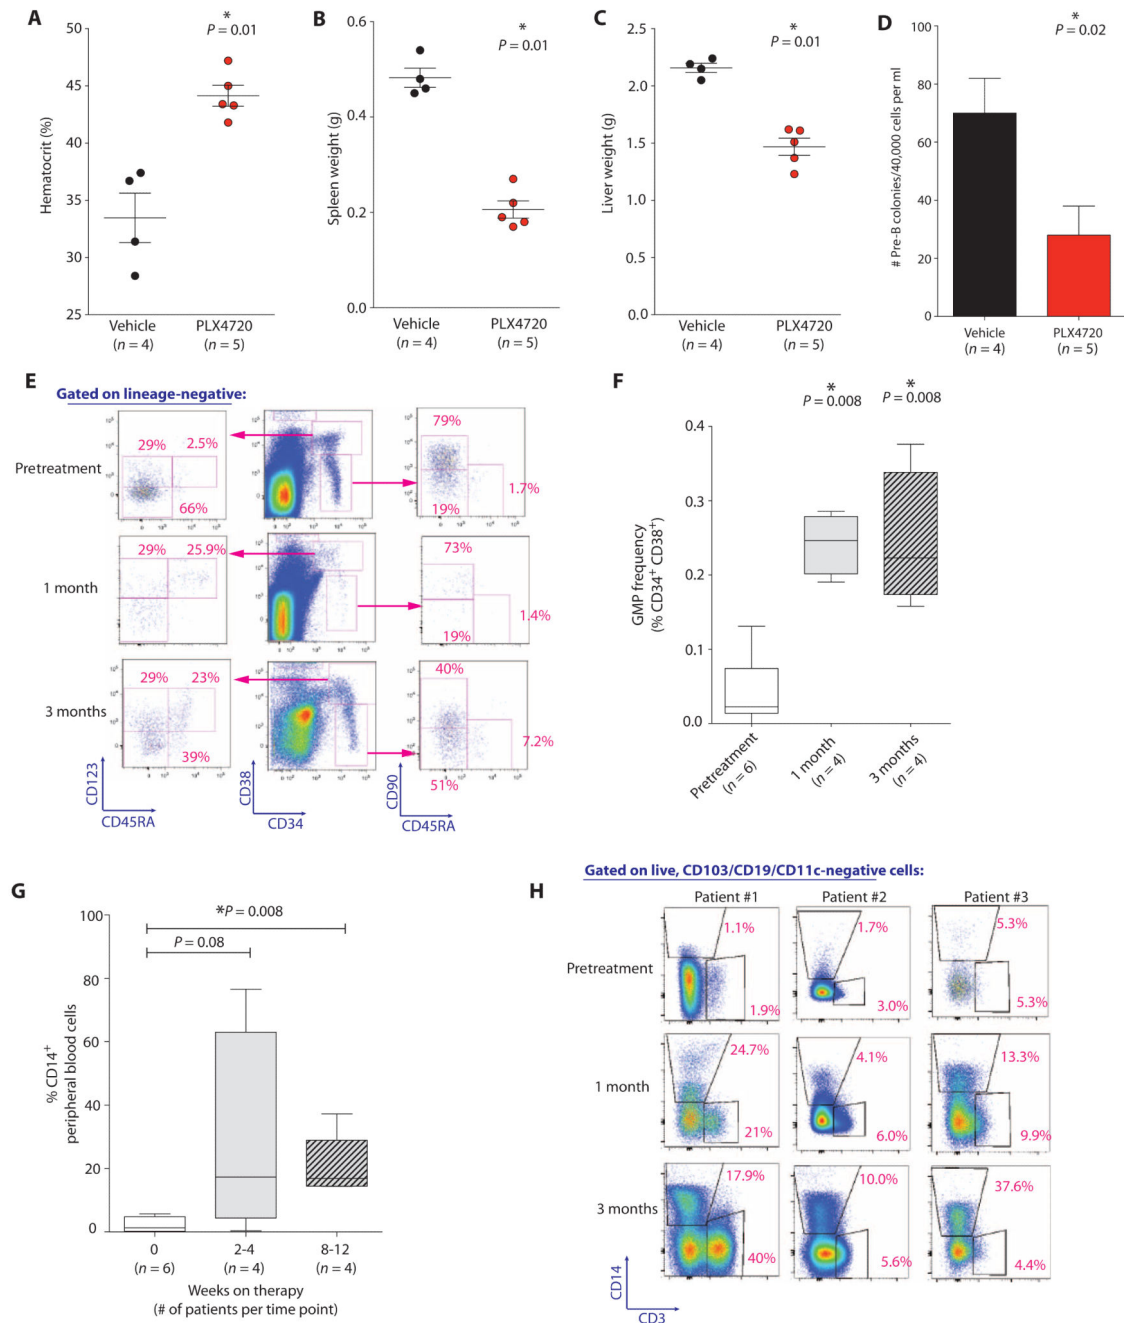 A
*
P = 0.01
Hematocrit (%)
50
45
40
35
30
25
Vehicle
(n = 4)
PLX4720
(n = 5)
B
*
P = 0.01
Spleen weight (g)
0.6
0.4
0.2
0.0
Vehicle
(n = 4)
PLX4720
(n = 5)
C
*
P = 0.01
Liver weight (g)
2.5
2.0
1.5
1.0
0.5
0.0
Vehicle
(n = 4)
PLX4720
(n = 5)
D
*
P = 0.02
# Pre-B colonies/40,000 cells per ml
100
80
60
40
20
0
Vehicle
(n = 4)
PLX4720
(n = 5)
E
Gated on lineage-negative:
Pretreatment
29%
2.5%
66%
79%
1.7%
19%
1 month
29%
25.9%
73%
1.4%
19%
3 months
29%
23%
39%
40%
7.2%
51%
CD123
CD45RA
CD38
CD34
CD90
CD45RA
F
*
P = 0.008
*
P = 0.008
GMP frequency
(% CD34+ CD38+)
0.4
0.3
0.2
0.1
0.0
Pretreatment
(n = 6)
1 month
(n = 4)
3 months
(n = 4)
G
*P = 0.008
P = 0.08
% CD14+
peripheral blood cells
100
80
60
40
20
0
0
(n = 6)
2-4
(n = 4)
8-12
(n = 4)
Weeks on therapy
(# of patients per time point)
Gated on live, CD103/CD19/CD11c-negative cells:
H
Patient #1
Patient #2
Patient #3
Pretreatment
1.1%
1.9%
1.7%
3.0%
5.3%
5.3%
1 month
24.7%
21%
4.1%
6.0%
13.3%
9.9%
3 months
17.9%
40%
10.0%
5.6%
37.6%
4.4%
CD14
CD3